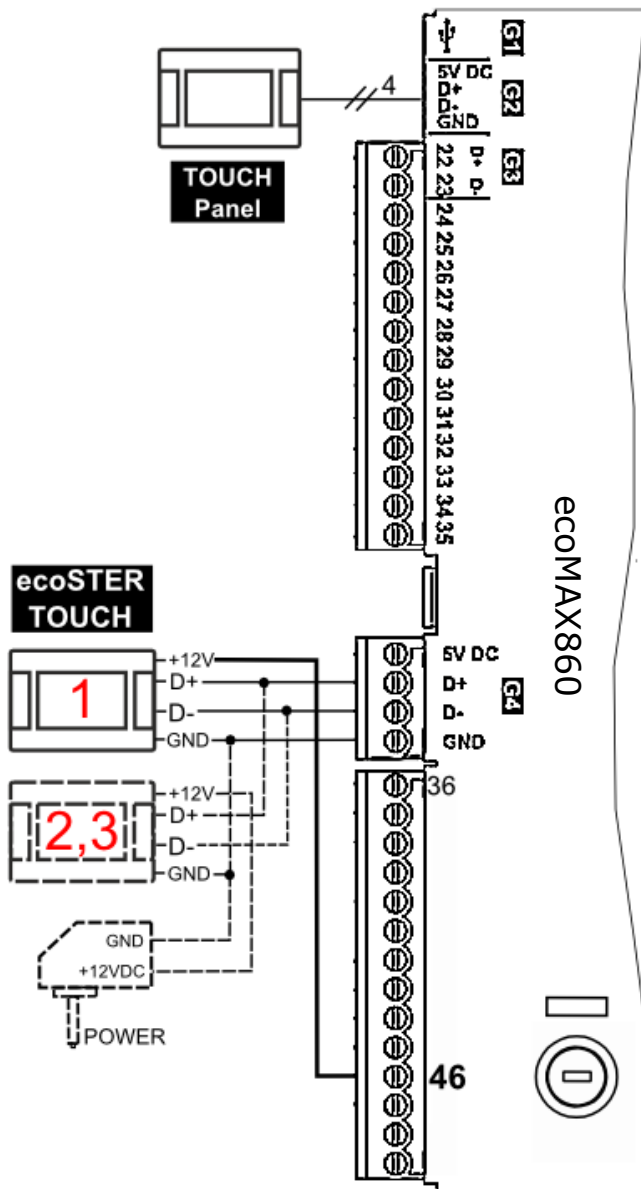 G1
5V DC
D+
D-
GND
G2
4
TOUCH
Panel
22 D+
23 D-
G3
24
25
26
27
28
29
30
31
32
33
34
35
ecoMAX860
ecoSTER
TOUCH
1
+12V
D+
D-
GND
5V DC
D+
D-
GND
G4
2,3
+12V
D+
D-
GND
36
GND
+12VDC
POWER
46